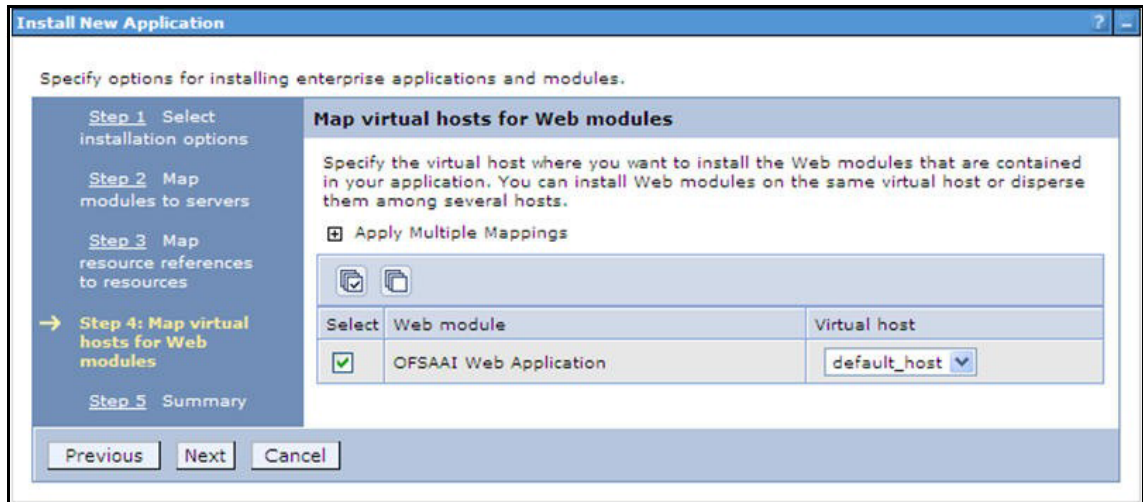 Install New Application
?
Specify options for installing enterprise applications and modules.
Step 1 Select
installation options
Step 2 Map
modules to servers
Step 3 Map
resource references
to resources
Step 4: Map virtual
hosts for Web
modules
Step 5 Summary
Map virtual hosts for Web modules
Specify the virtual host where you want to install the Web modules that are contained
in your application. You can install Web modules on the same virtual host or disperse
them among several hosts.
Apply Multiple Mappings
Select Web module Virtual host
OFSAAI Web Application default_host
Previous Next Cancel